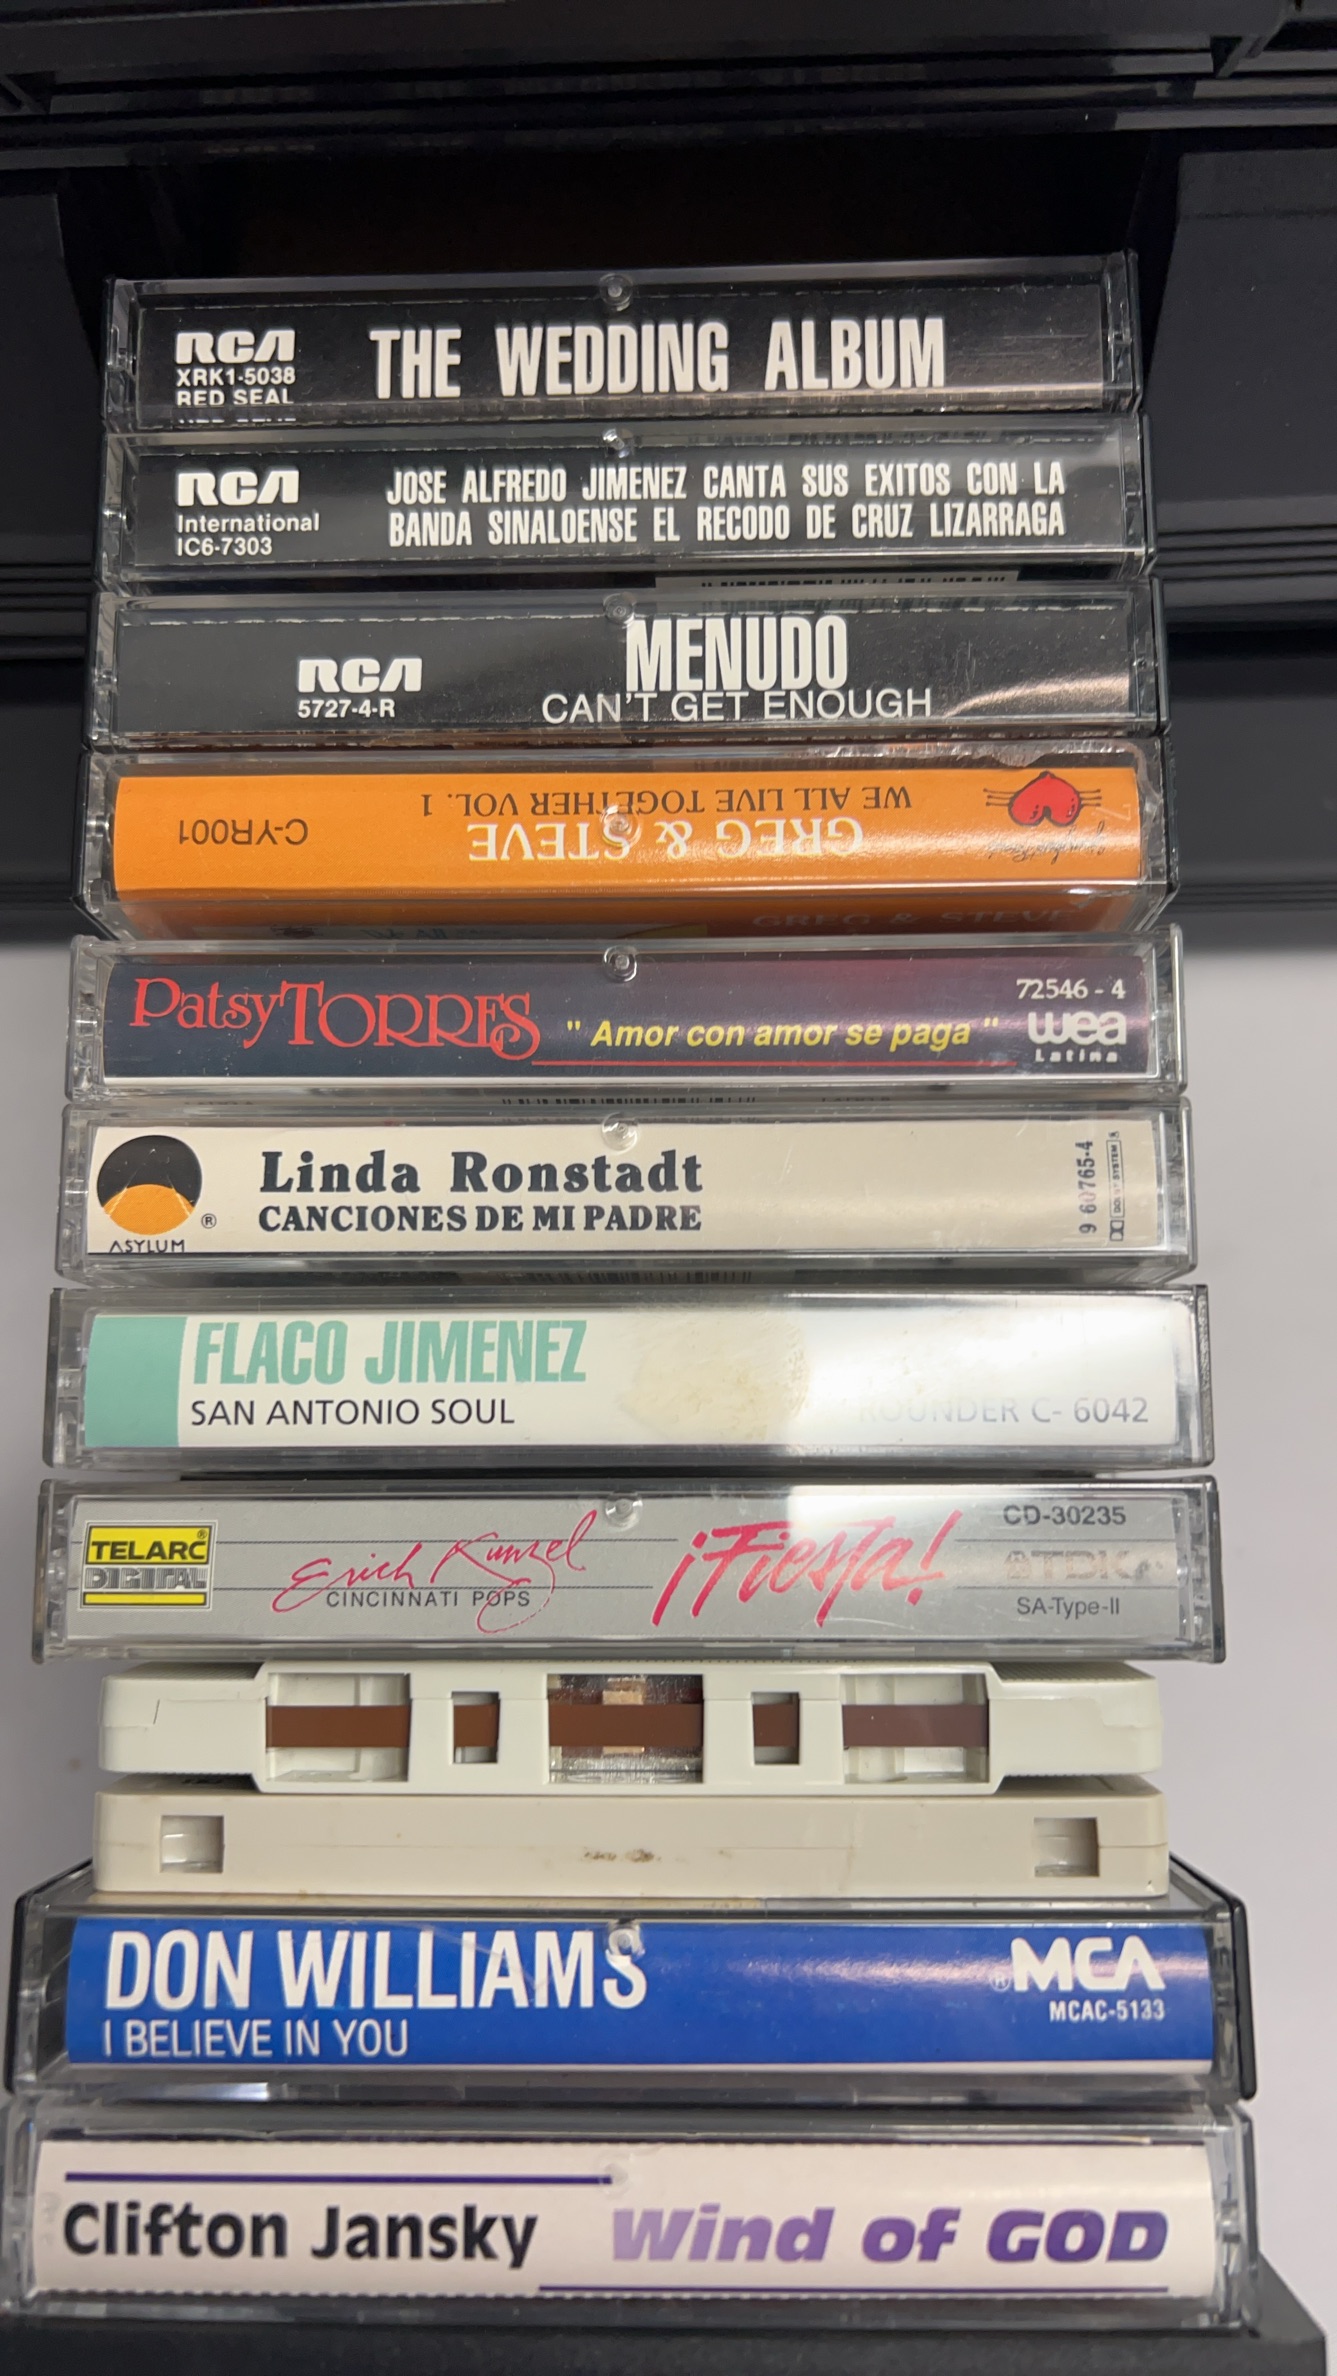 RCA
XRK1-5038
RED SEAL
THE WEDDING ALBUM
RCA
International
IC6-7303
JOSE ALFREDO JIMENEZ CANTA SUS EXITOS CON LA
BANDA SINALOENSE EL RECODO DE CRUZ LIZARRAGA
RCA
5727-4-R
MENUDO
CAN'T GET ENOUGH
GREG & STEVE
WE ALL LIVE TOGETHER VOL. 1
C-YR001
GREG & STEVE
Patsy TORRES
" Amor con amor se paga "
72546 - 4
wea
Latina
ASYLUM
®
Linda Ronstadt
CANCIONES DE MI PADRE
9 60765-4
DOLBY SYSTEM
FLACO JIMENEZ
SAN ANTONIO SOUL
ROUNDER C- 6042
TELARC®
DIGITAL
Erich Kunzel
CINCINNATI POPS
¡Fiesta!
CD-30235
TDK
SA-Type-II
DON WILLIAMS
I BELIEVE IN YOU
®MCA
MCAC-5133
Clifton Jansky
Wind of GOD